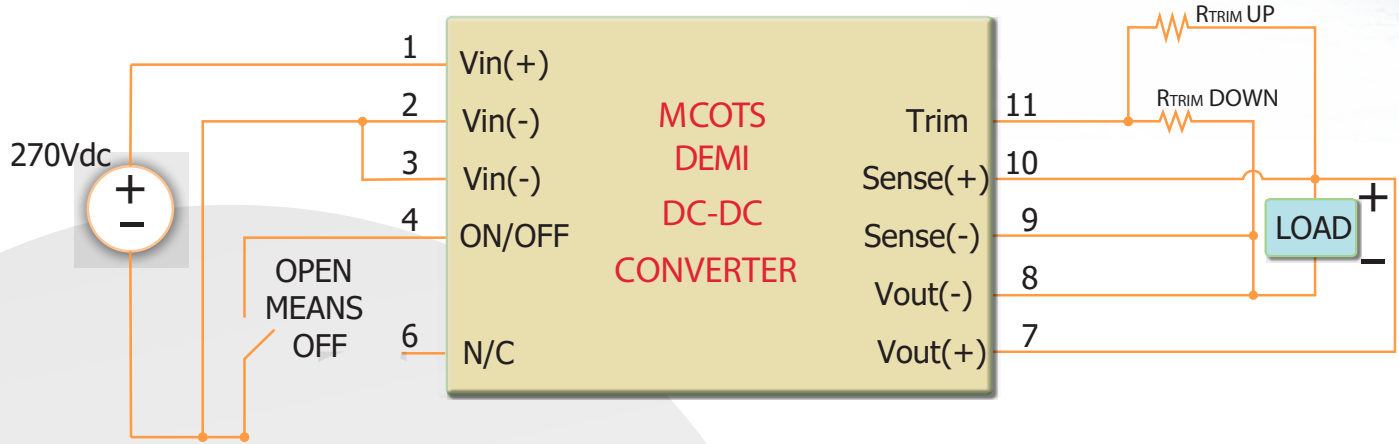 270Vdc
+
−
1
2
3
4
6
OPEN
MEANS
OFF
Vin(+)
Vin(-)
Vin(-)
ON/OFF
N/C
MCOTS
DEMI
DC-DC
CONVERTER
Trim
Sense(+)
Sense(-)
Vout(-)
Vout(+)
11
10
9
8
7
RTRIM UP
RTRIM DOWN
LOAD
+
−